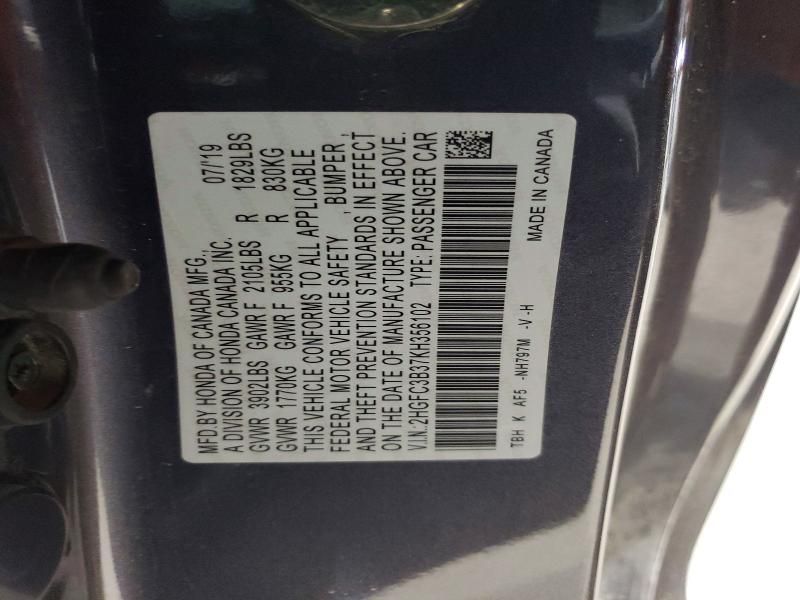 MFD.BY HONDA OF CANADA MFG., 07/19
A DIVISION OF HONDA CANADA INC.
GVWR 3902LBS GAWR F 2105LBS R 1829LBS
GVWR 1770KG GAWR F 955KG R 830KG
THIS VEHICLE CONFORMS TO ALL APPLICABLE
FEDERAL MOTOR VEHICLE SAFETY , BUMPER ,
AND THEFT PREVENTION STANDARDS IN EFFECT
ON THE DATE OF MANUFACTURE SHOWN ABOVE.
V.I.N.:2HGFC3B37KH356102 TYPE: PASSENGER CAR
TBH K AF5 -NH797M -V -H MADE IN CANADA